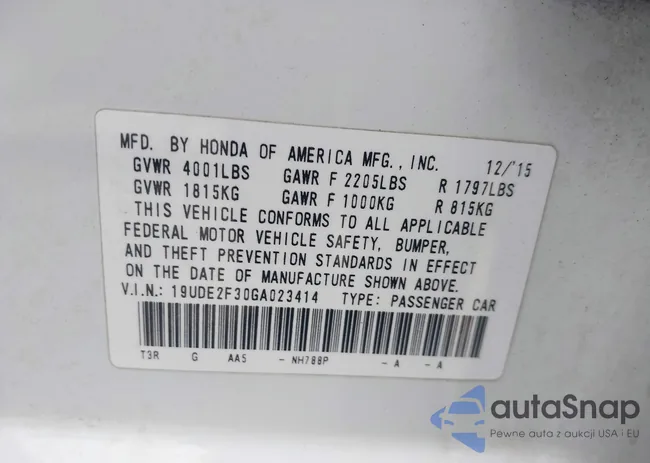 MFD. BY HONDA OF AMERICA MFG., INC. 12/'15
GVWR 4001LBS GAWR F 2205LBS R 1797LBS
GVWR 1815KG GAWR F 1000KG R 815KG
THIS VEHICLE CONFORMS TO ALL APPLICABLE
FEDERAL MOTOR VEHICLE SAFETY, BUMPER,
AND THEFT PREVENTION STANDARDS IN EFFECT
ON THE DATE OF MANUFACTURE SHOWN ABOVE.
V.I.N.: 19UDE2F30GA023414 TYPE: PASSENGER CAR
T3R G AA5 - NH788P - A - A
autaSnap
Pewne auta z aukcji USA i EU